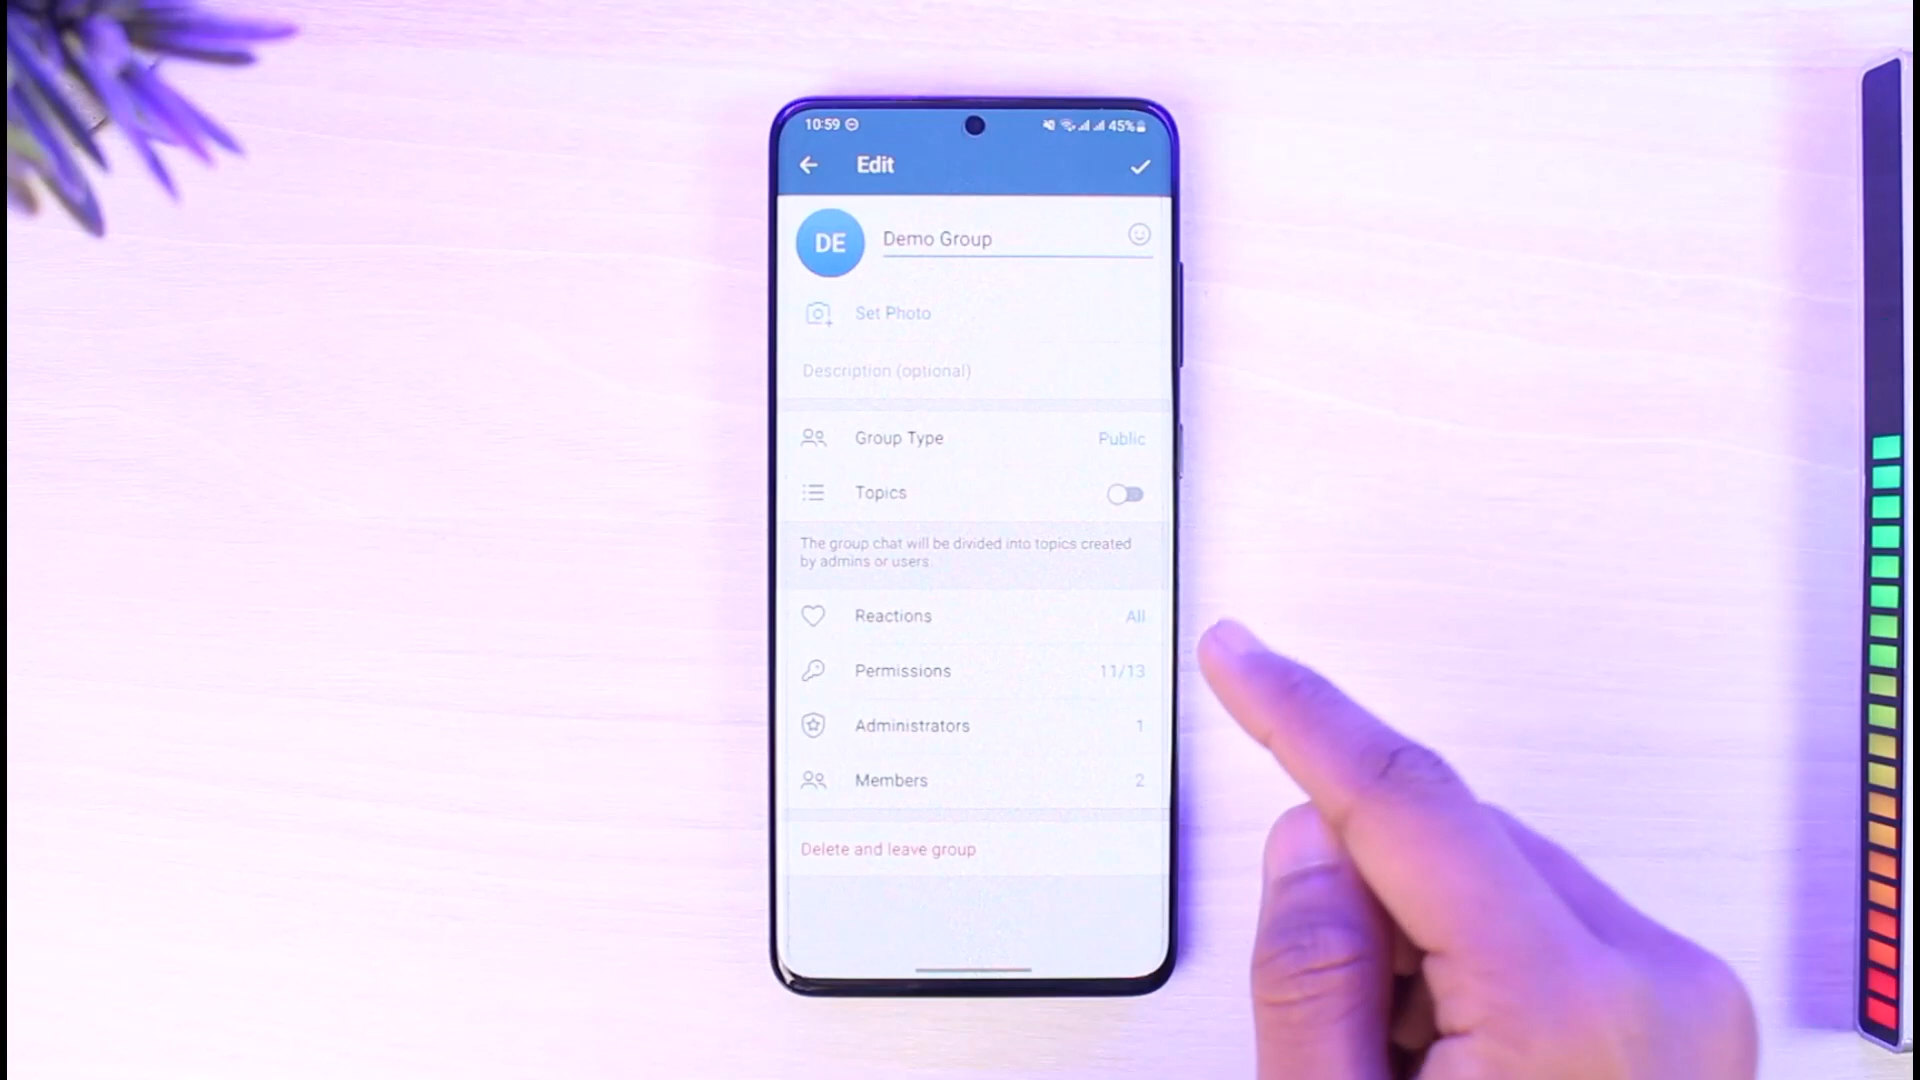 10:59
45%
Edit
DE
Demo Group
Set Photo
Description (optional)
Group Type Public
Topics
The group chat will be divided into topics created
by admins or users.
Reactions All
Permissions 11/13
Administrators 1
Members 2
Delete and leave group